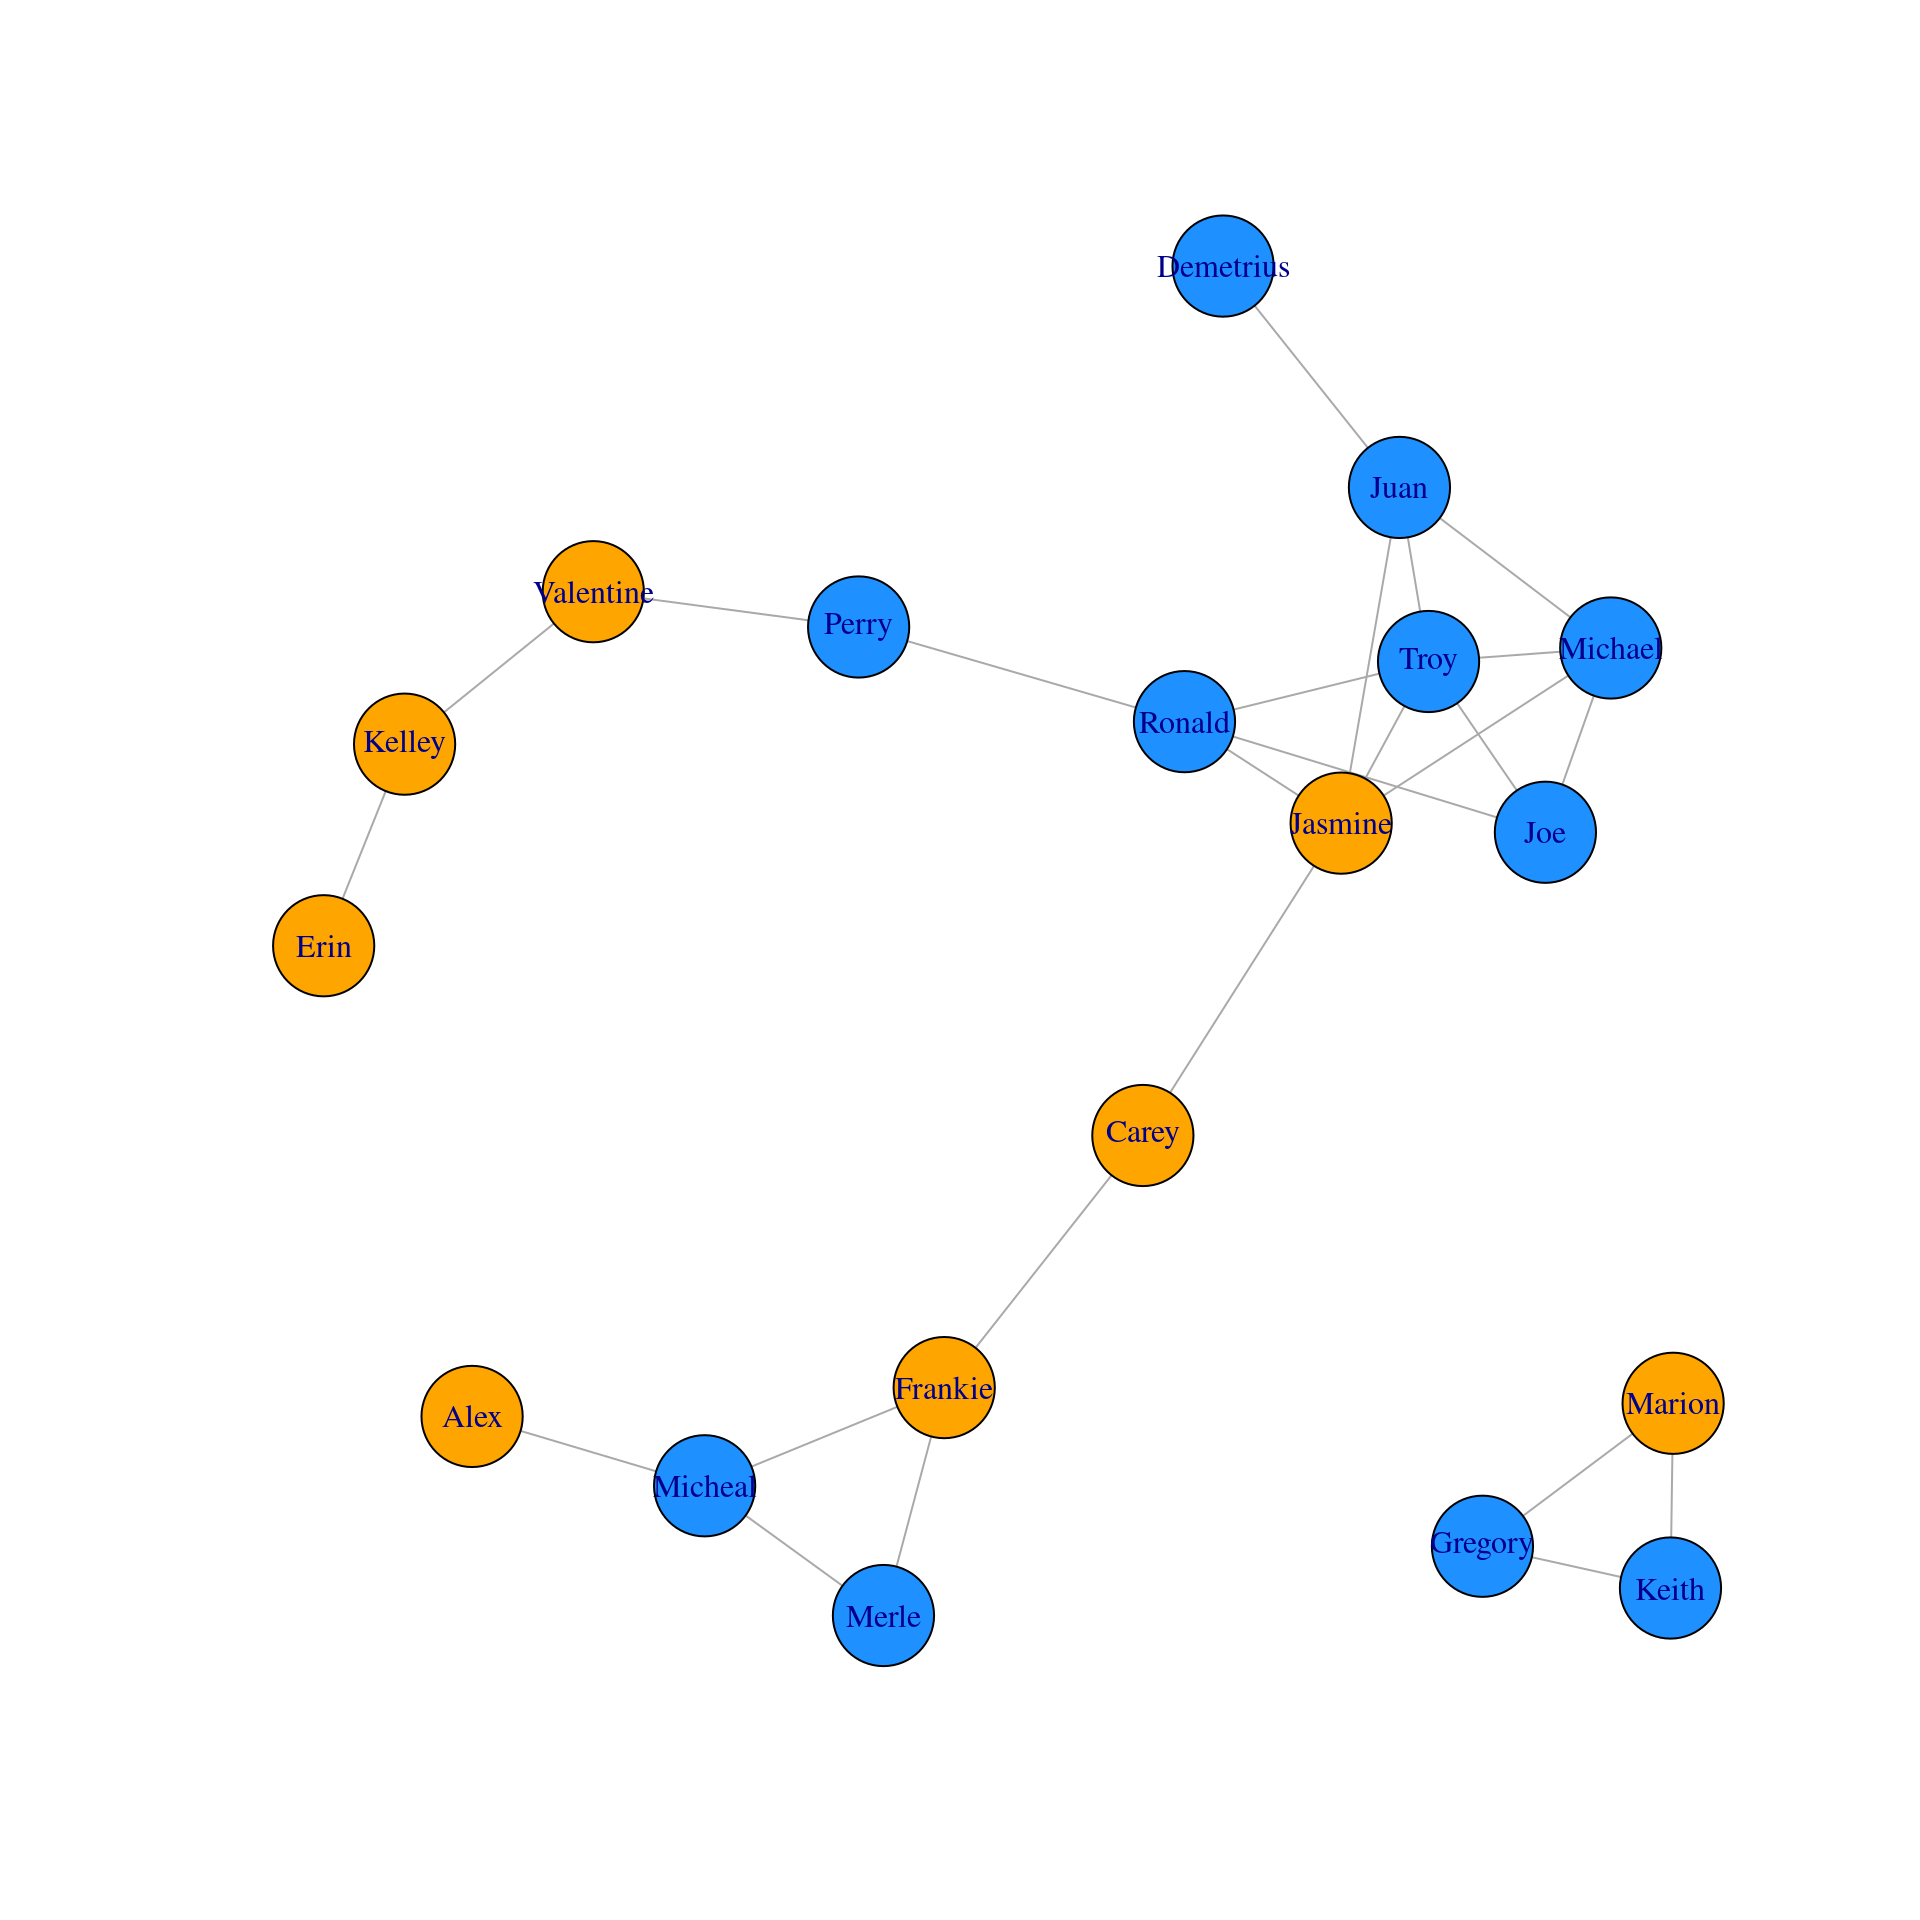 Demetrius
Juan
Valentine
Perry
Michael
Troy
Ronald
Kelley
Jasmine
Joe
Erin
Carey
Frankie
Marion
Alex
Micheal
Gregory
Keith
Merle